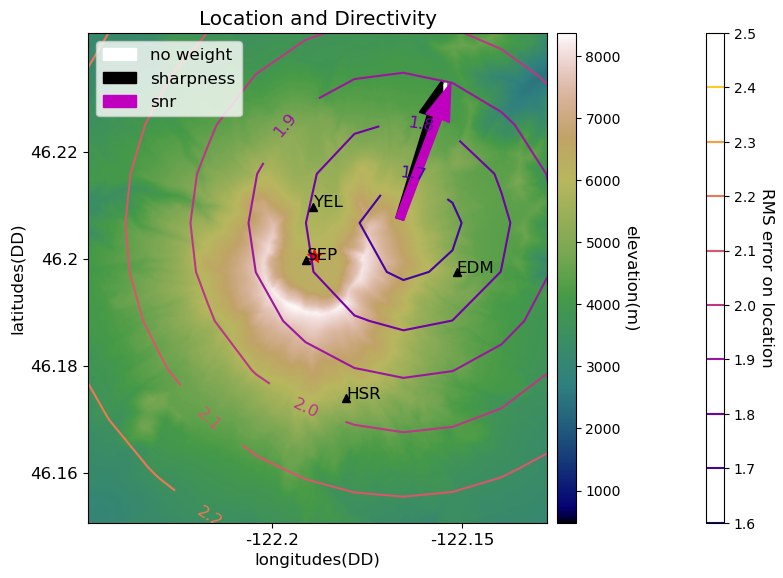 Location and Directivity
no weight
sharpness
snr
latitudes(DD)
46.22
46.2
46.18
46.16
1.9
1.8
1.7
YEL
SEP
EDM
HSR
2.0
2.1
2.2
-122.2
-122.15
longitudes(DD)
8000
7000
6000
5000
4000
3000
2000
1000
elevation(m)
2.5
2.4
2.3
2.2
2.1
2.0
1.9
1.8
1.7
1.6
RMS error on location